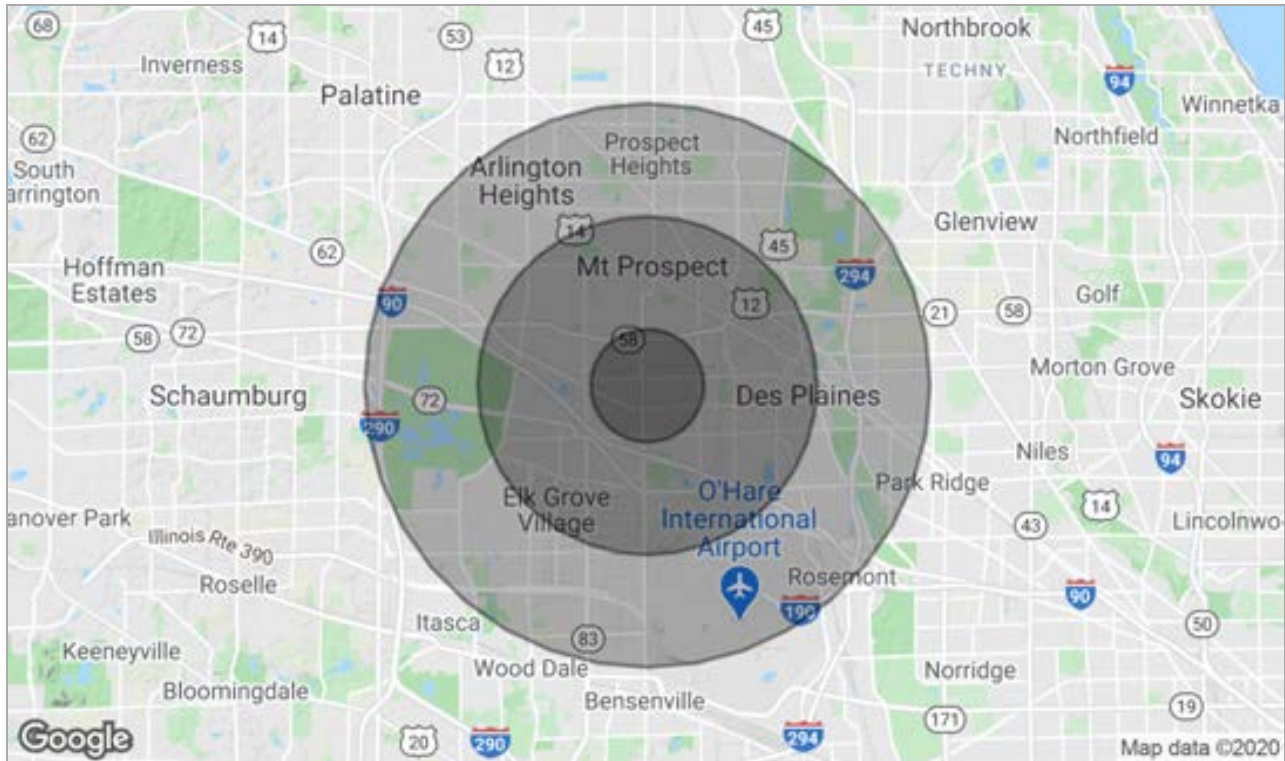 68
14
53
45
Northbrook
Inverness
12
TECHNY
94
Palatine
Winnetka
62
Northfield
Prospect
Heights
South
arrington
Arlington
Heights
Glenview
14
45
62
Mt Prospect
Hoffman
Estates
294
90
12
Golf
21
58
58
72
58
Morton Grove
Schaumburg
72
Des Plaines
Skokie
290
Niles
94
Park Ridge
O'Hare
International
Airport
Elk Grove
Village
14
anover Park
43
Lincolnwo
Illinois Rte 390
Roselle
Rosemont
190
90
Itasca
50
83
Keeneyville
Wood Dale
Norridge
Bloomingdale
Bensenville
171
19
Google
20
290
294
Map data ©2020